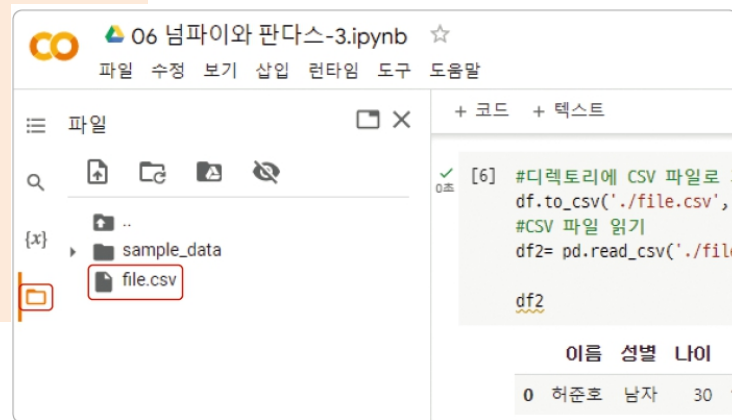 06 넘파이와 판다스-3.ipynb
파일 수정 보기 삽입 런타임 도구 도움말
파일
+ 코드 + 텍스트
..
sample_data
file.csv
{x}
[6]
0초
#디렉토리에 CSV 파일로
df.to_csv('./file.csv',
#CSV 파일 읽기
df2= pd.read_csv('./fil
df2
이름 성별 나이
0 허준호 남자 30